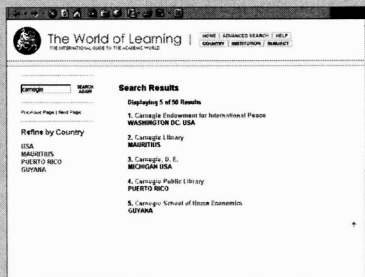 The World of Learning
THE INTERNATIONAL GUIDE TO THE ACADEMIC WORLD
HOME | ADVANCED SEARCH | HELP
COUNTRY | INSTITUTION | SUBJECT
carnegie
SEARCH AGAIN
Previous Page | Next Page
Refine by Country
USA
MAURITIUS
PUERTO RICO
GUYANA
Search Results
Displaying 5 of 50 Results
1. Carnegie Endowment for International Peace
WASHINGTON DC. USA
2. Carnegie Library
MAURITIUS
3. Carnegie, D. E.
MICHIGAN USA
4. Carnegie Public Library
PUERTO RICO
5. Carnegie School of Home Economics
GUYANA